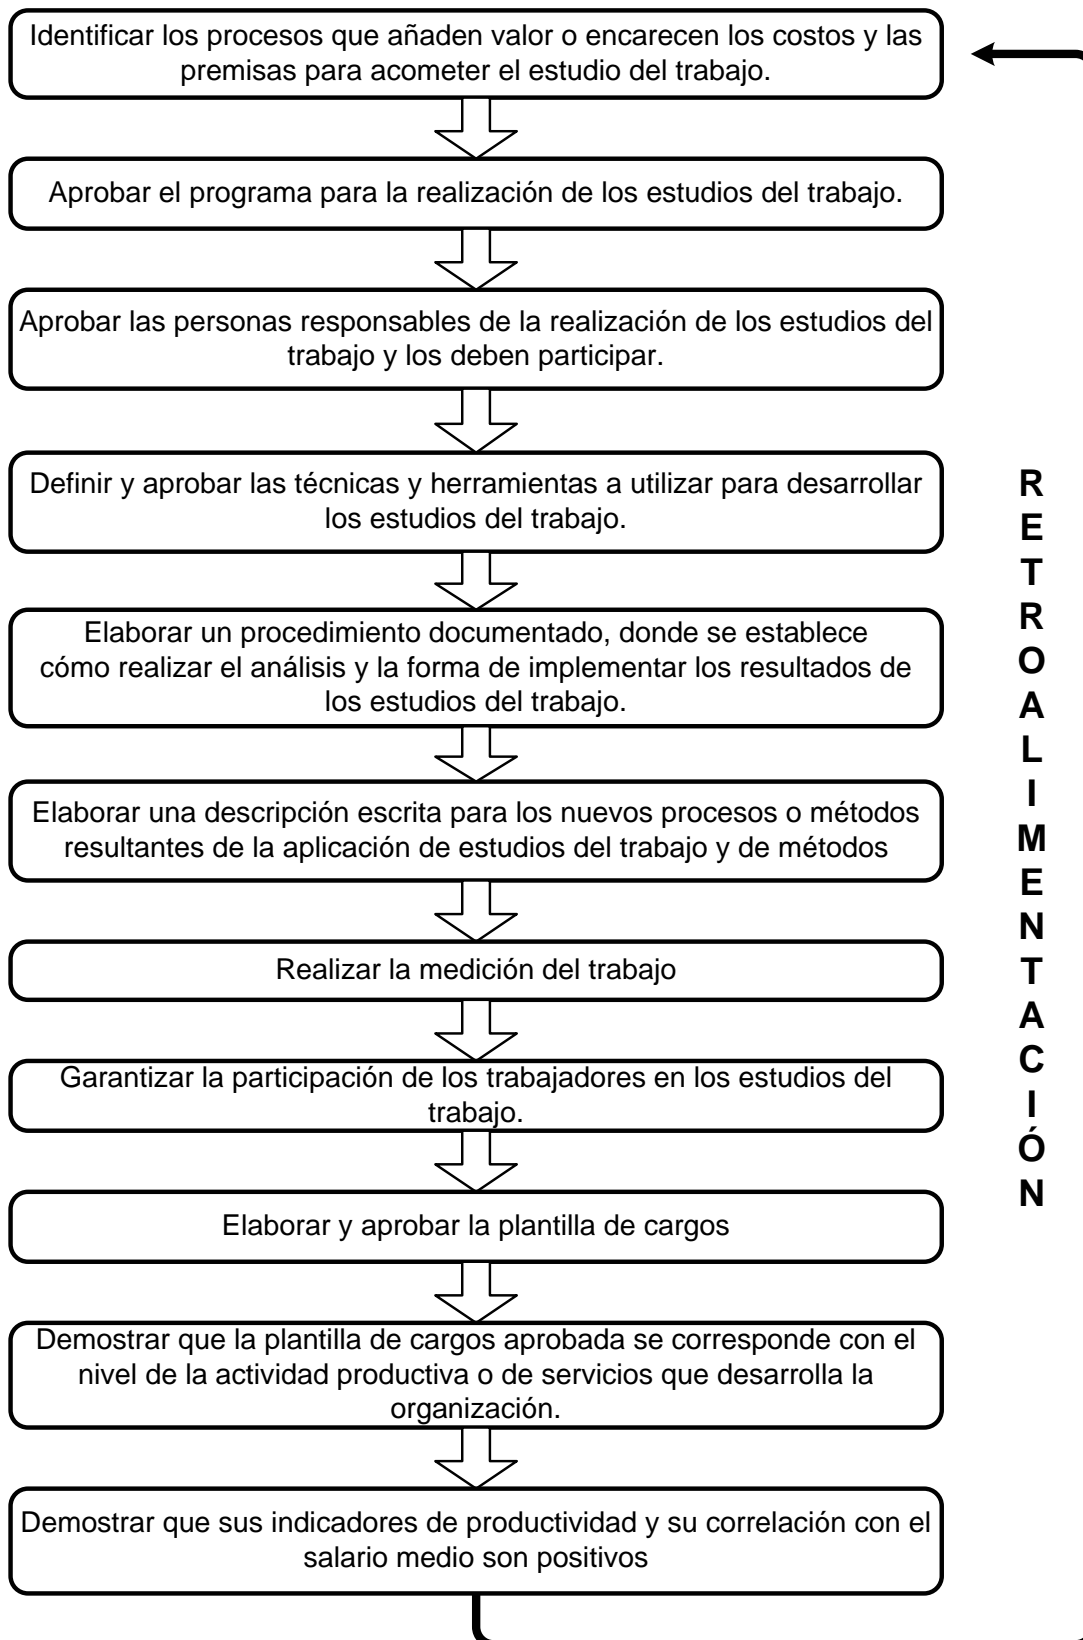 Identificar los procesos que añaden valor o encarecen los costos y las
premisas para acometer el estudio del trabajo.
Aprobar el programa para la realización de los estudios del trabajo.
Aprobar las personas responsables de la realización de los estudios del
trabajo y los deben participar.
Definir y aprobar las técnicas y herramientas a utilizar para desarrollar
los estudios del trabajo.
Elaborar un procedimiento documentado, donde se establece
cómo realizar el análisis y la forma de implementar los resultados de
los estudios del trabajo.
Elaborar una descripción escrita para los nuevos procesos o métodos
resultantes de la aplicación de estudios del trabajo y de métodos
Realizar la medición del trabajo
Garantizar la participación de los trabajadores en los estudios del
trabajo.
Elaborar y aprobar la plantilla de cargos
Demostrar que la plantilla de cargos aprobada se corresponde con el
nivel de la actividad productiva o de servicios que desarrolla la
organización.
Demostrar que sus indicadores de productividad y su correlación con el
salario medio son positivos
RETROALIMENTACIÓN